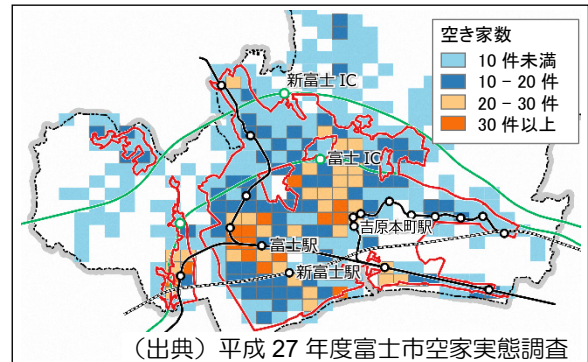 空き家数
10 件未満
10 - 20 件
20 - 30 件
30 件以上
新富士 IC
富士 IC
吉原本町駅
富士駅
新富士駅
（出典）平成 27 年度富士市空家実態調査